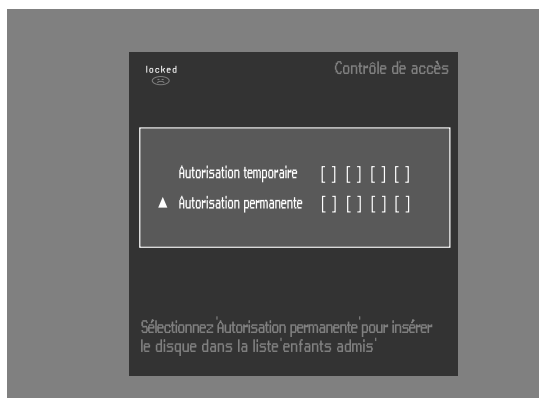 locked
Contrôle de accès
Autorisation temporaire [ ] [ ] [ ] [ ]
▲ Autorisation permanente [ ] [ ] [ ] [ ]
Sélectionnez 'Autorisation permanente' pour insérer
le disque dans la liste 'enfants admis'